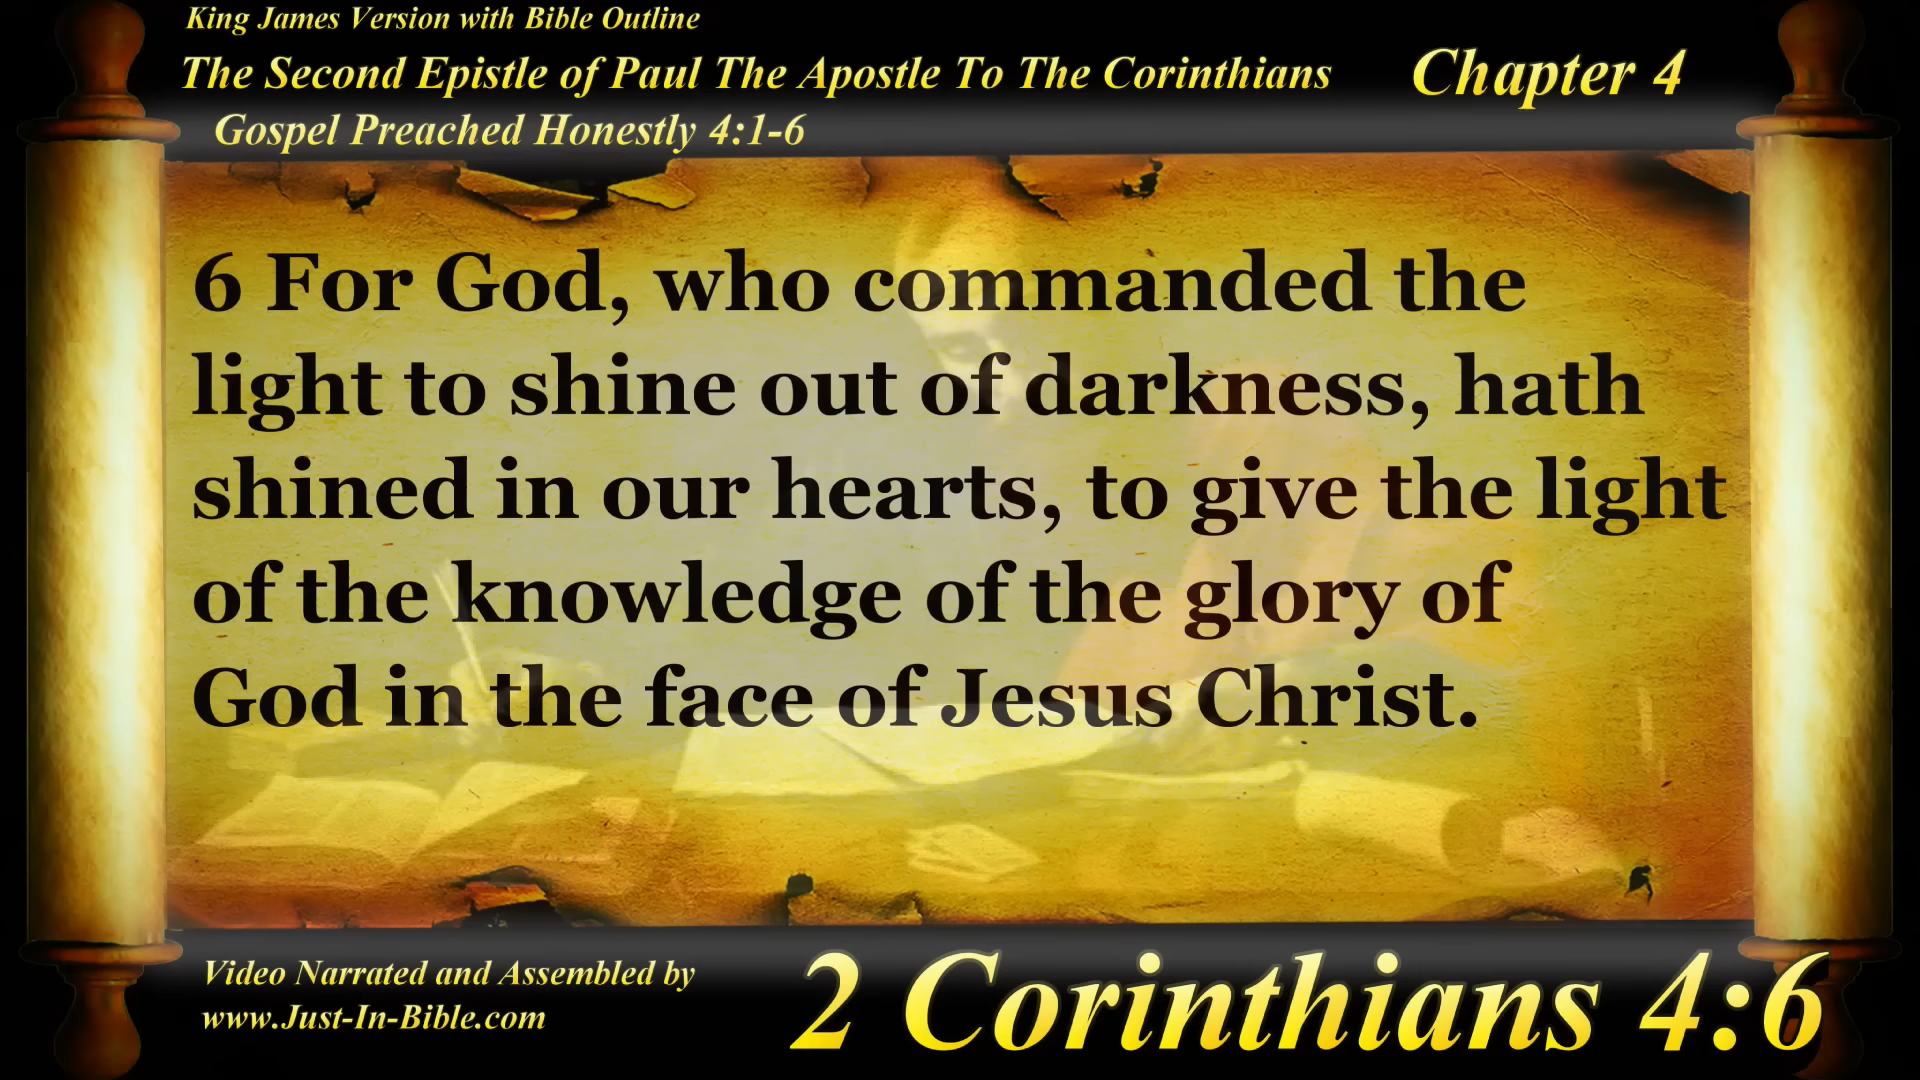 King James Version with Bible Outline
The Second Epistle of Paul The Apostle To The Corinthians
Chapter 4
Gospel Preached Honestly 4:1-6
6 For God, who commanded the
light to shine out of darkness, hath
shined in our hearts, to give the light
of the knowledge of the glory of
God in the face of Jesus Christ.
Video Narrated and Assembled by
www.Just-In-Bible.com
2 Corinthians 4:6